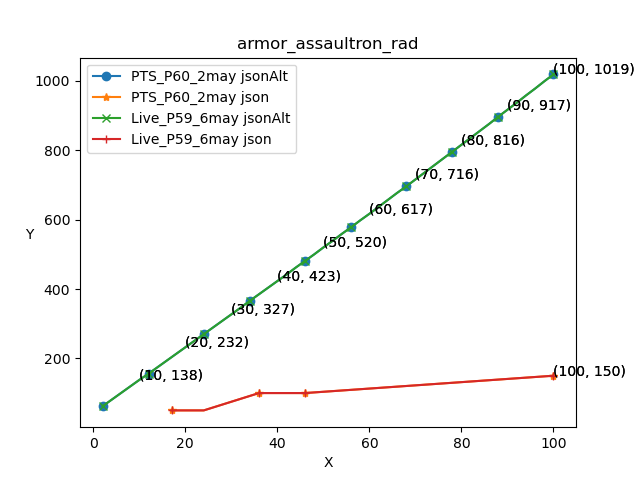 armor_assaultron_rad
PTS_P60_2may jsonAlt
PTS_P60_2may json
Live_P59_6may jsonAlt
Live_P59_6may json
(100, 1019)
(90, 917)
(80, 816)
(70, 716)
(60, 617)
(50, 520)
(40, 423)
(30, 327)
(20, 232)
(10, 138)
(100, 150)
1000
800
600
400
200
Y
0 20 40 60 80 100
X